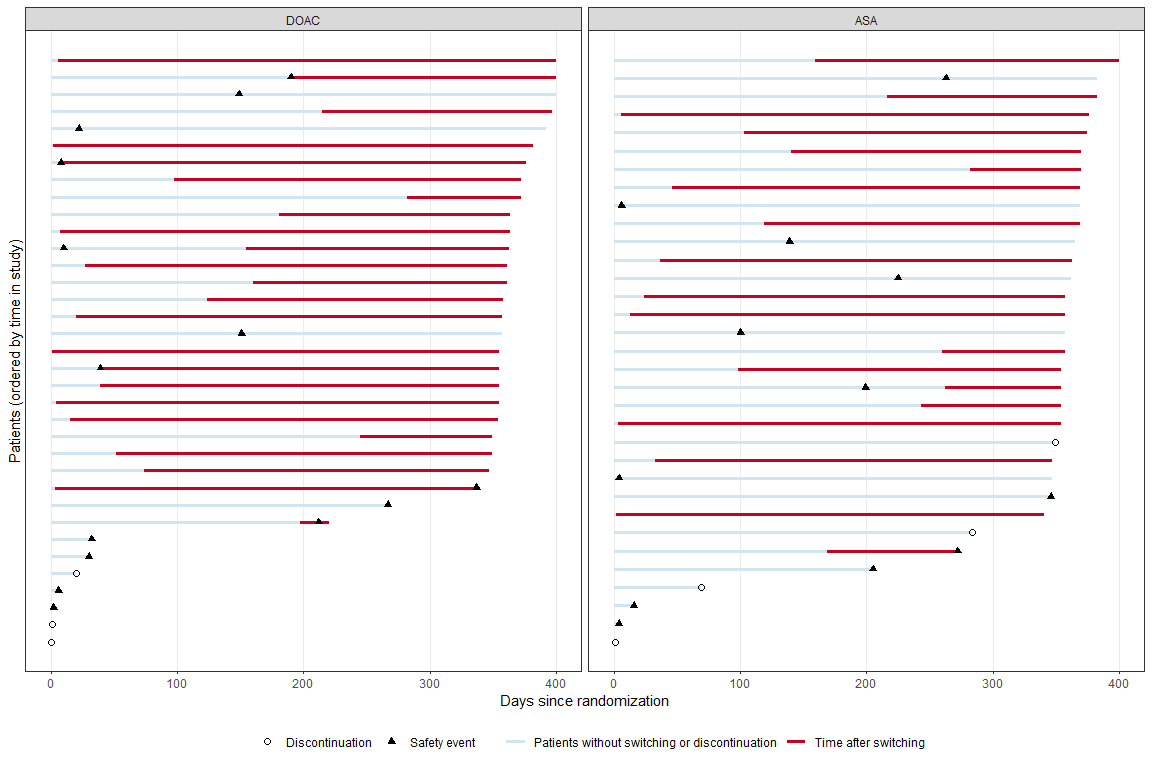 DOAC
ASA
Patients (ordered by time in study)
0 100 200 300 400
0 100 200 300 400
Days since randomization
Discontinuation Safety event Patients without switching or discontinuation Time after switching